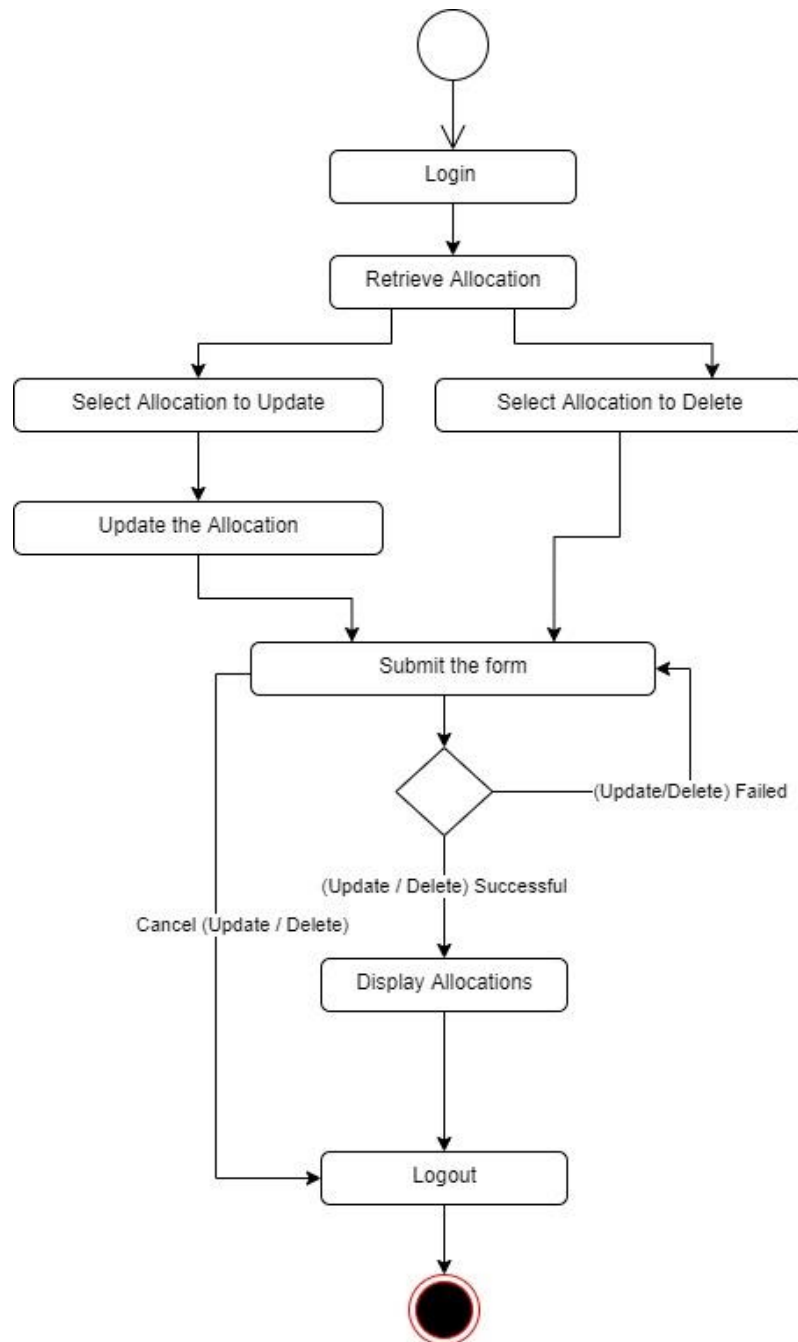 Login
Retrieve Allocation
Select Allocation to Update
Select Allocation to Delete
Update the Allocation
Submit the form
(Update/Delete) Failed
(Update / Delete) Successful
Cancel (Update / Delete)
Display Allocations
Logout